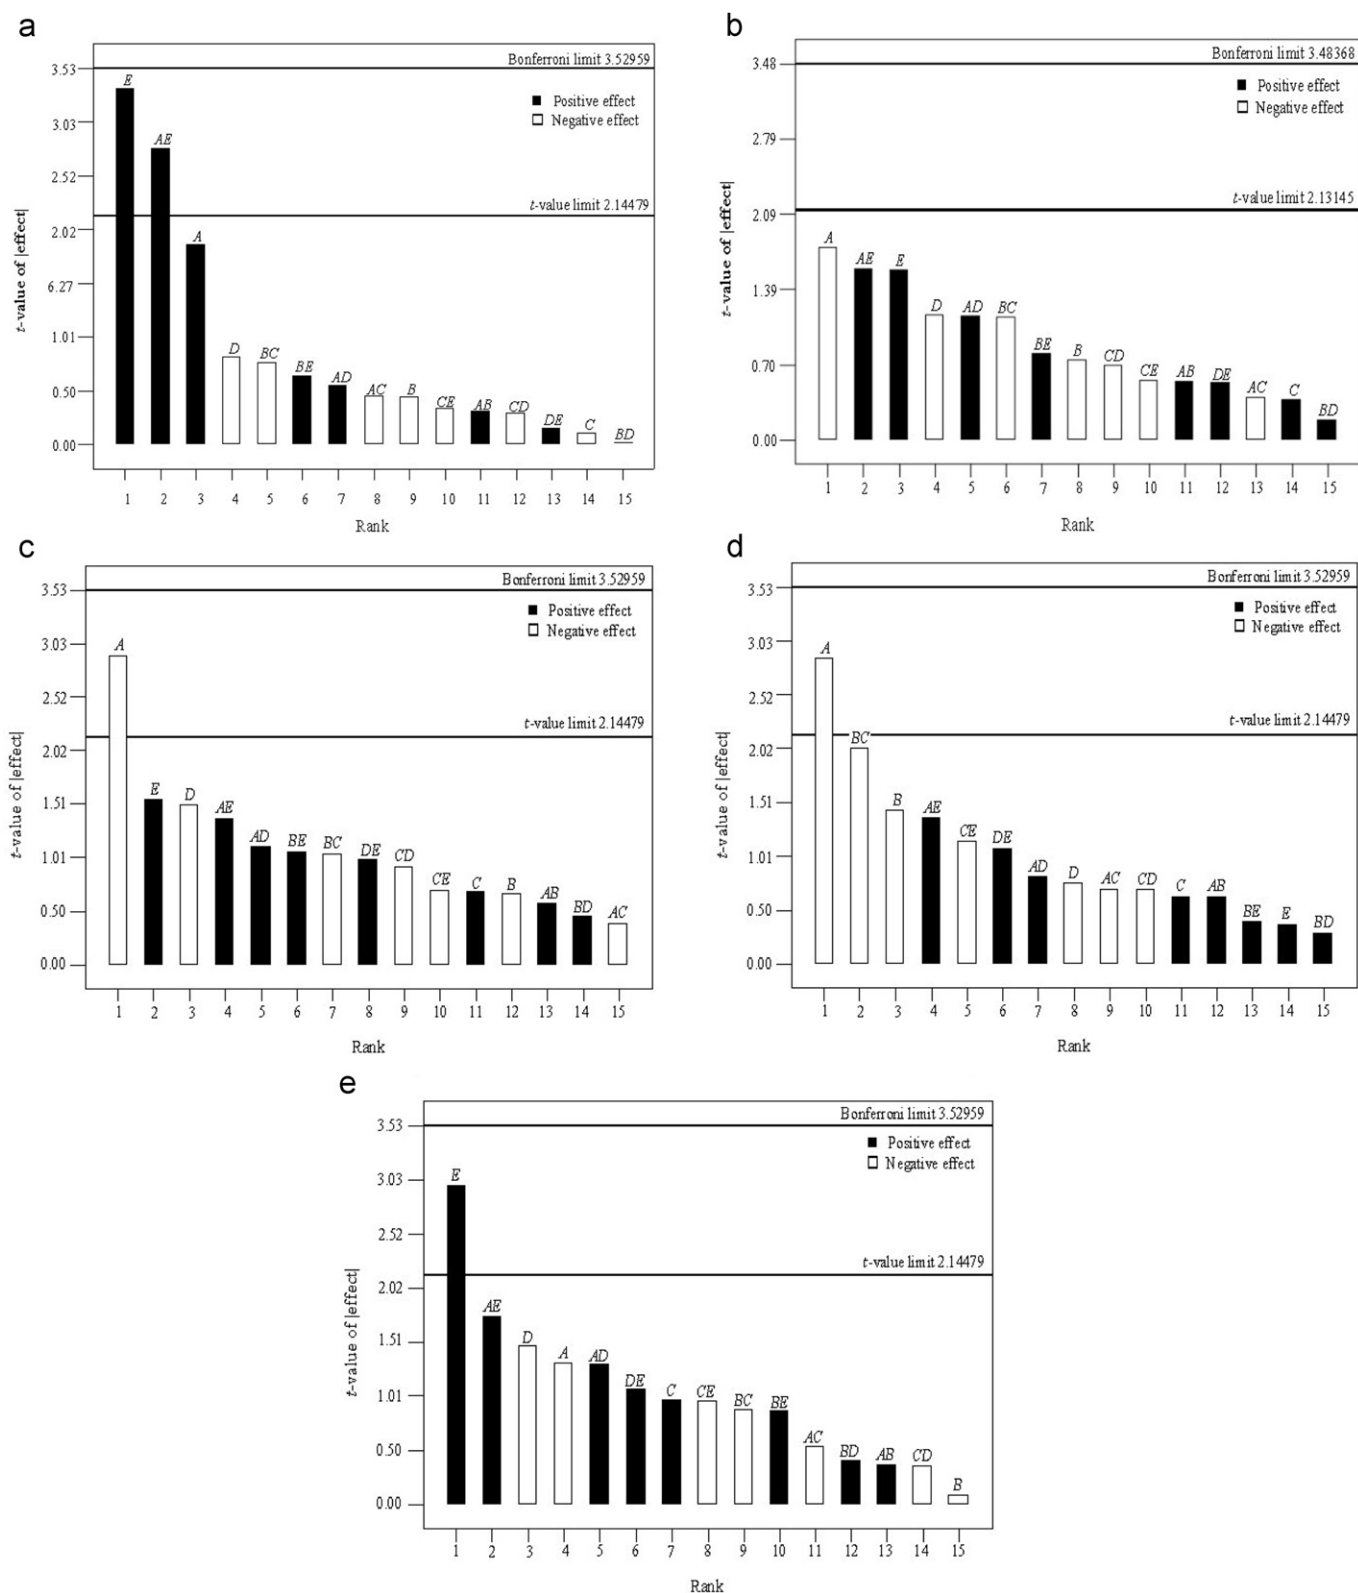 a
Bonferroni limit 3.52959
3.53
E
Positive effect
Negative effect
3.03
AE
2.52
t-value limit 2.14479
2.02
A
t-value of |effect|
6.27
1.01
D
BC
BE
AD
AC
B
CE
AB
CD
DE
C
BD
0.50
0.00
1 2 3 4 5 6 7 8 9 10 11 12 13 14 15
Rank
b
Bonferroni limit 3.48368
3.48
Positive effect
Negative effect
2.79
t-value limit 2.13145
2.09
t-value of |effect|
A
AE
E
1.39
D
AD
BC
BE
B
CD
CE
AB
DE
AC
C
BD
0.70
0.00
1 2 3 4 5 6 7 8 9 10 11 12 13 14 15
Rank
c
Bonferroni limit 3.52959
3.53
Positive effect
Negative effect
3.03
A
2.52
t-value limit 2.14479
2.02
t-value of |effect|
1.51
E
D
AE
AD
BE
BC
DE
CD
CE
C
B
AB
BD
AC
1.01
0.50
0.00
1 2 3 4 5 6 7 8 9 10 11 12 13 14 15
Rank
d
Bonferroni limit 3.52959
3.53
Positive effect
Negative effect
3.03
A
2.52
t-value limit 2.14479
2.02
BC
t-value of |effect|
1.51
B
AE
CE
DE
AD
D
AC
CD
C
AB
BE
E
BD
1.01
0.50
0.00
1 2 3 4 5 6 7 8 9 10 11 12 13 14 15
Rank
e
Bonferroni limit 3.52959
3.53
Positive effect
Negative effect
3.03
E
2.52
t-value limit 2.14479
2.02
t-value of |effect|
AE
1.51
D
A
AD
DE
C
CE
BC
BE
AC
BD
AB
CD
B
1.01
0.50
0.00
1 2 3 4 5 6 7 8 9 10 11 12 13 14 15
Rank